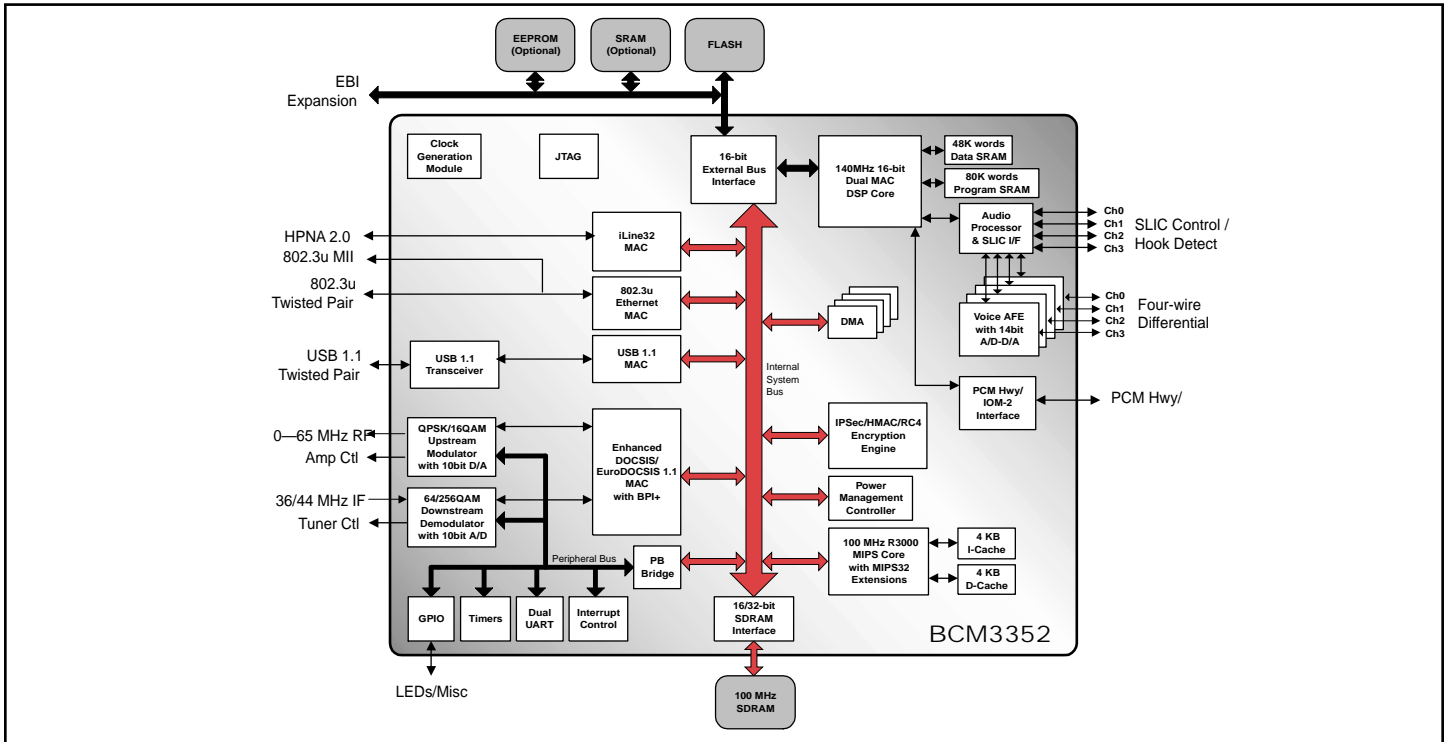 EEPROM
(Optional)
SRAM
(Optional)
FLASH
EBI
Expansion
Clock
Generation
Module
JTAG
16-bit
External Bus
Interface
140MHz 16-bit
Dual MAC
DSP Core
48K words
Data SRAM
80K words
Program SRAM
Audio
Processor
& SLIC I/F
Ch0
Ch1
Ch2
Ch3
SLIC Control /
Hook Detect
HPNA 2.0
802.3u MII
802.3u
Twisted Pair
iLine32
MAC
802.3u
Ethernet
MAC
DMA
Voice AFE
with 14bit
A/D-D/A
Ch0
Ch1
Ch2
Ch3
Four-wire
Differential
USB 1.1
Twisted Pair
USB 1.1
Transceiver
USB 1.1
MAC
Internal
System
Bus
PCM Hwy/
IOM-2
Interface
PCM Hwy/
0—65 MHz RF
Amp Ctl
QPSK/16QAM
Upstream
Modulator
with 10bit D/A
Enhanced
DOCSIS/
EuroDOCSIS 1.1
MAC
with BPI+
IPSec/HMAC/RC4
Encryption
Engine
36/44 MHz IF
Tuner Ctl
64/256QAM
Downstream
Demodulator
with 10bit A/D
Power
Management
Controller
Peripheral Bus
PB
Bridge
100 MHz R3000
MIPS Core
with MIPS32
Extensions
4 KB
I-Cache
4 KB
D-Cache
GPIO
Timers
Dual
UART
Interrupt
Control
16/32-bit
SDRAM
Interface
BCM3352
LEDs/Misc
100 MHz
SDRAM